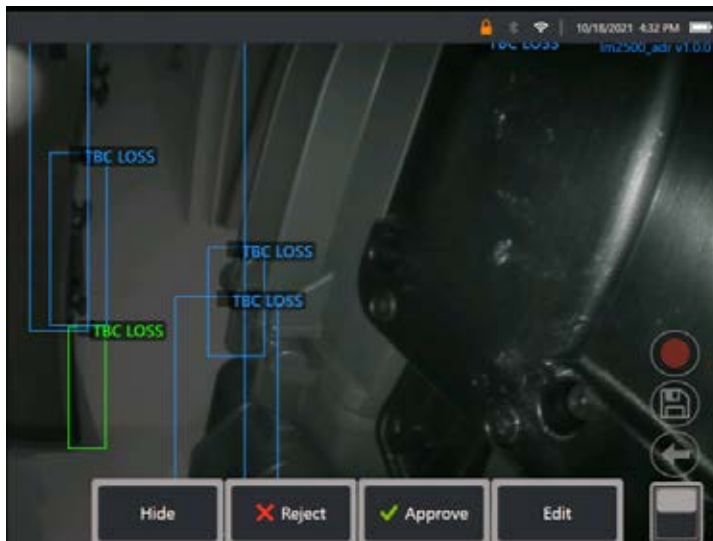 10/18/2021 4:32 PM
TBC LOSS
lm2500_adr v1.0.0
TBC LOSS
TBC LOSS
TBC LOSS
TBC LOSS
Hide
Reject
Approve
Edit